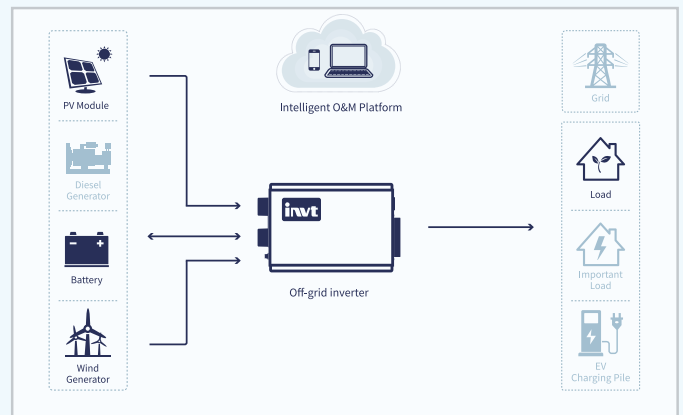 Intelligent O&M Platform
PV Module
Diesel
Generator
Battery
Wind
Generator
invt
Off-grid inverter
Grid
Load
Important
Load
EV
Charging Pile